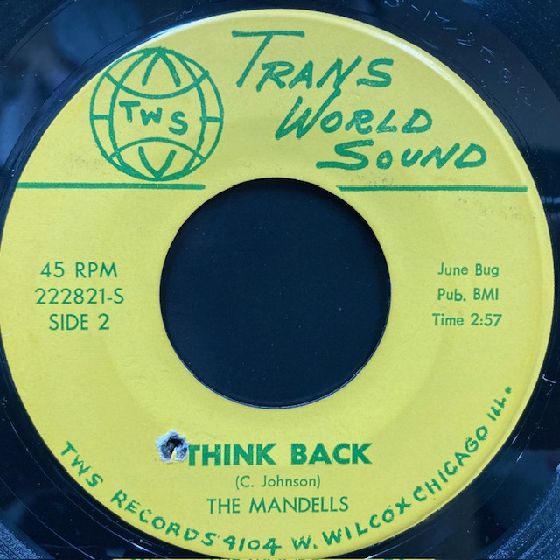 TRANS
WORLD
SOUND
TWS
45 RPM
222821-S
SIDE 2
June Bug
Pub. BMI
Time 2:57
THINK BACK
(C. Johnson)
THE MANDELLS
TWS RECORDS 4104 W. WILCOX CHICAGO ILL.